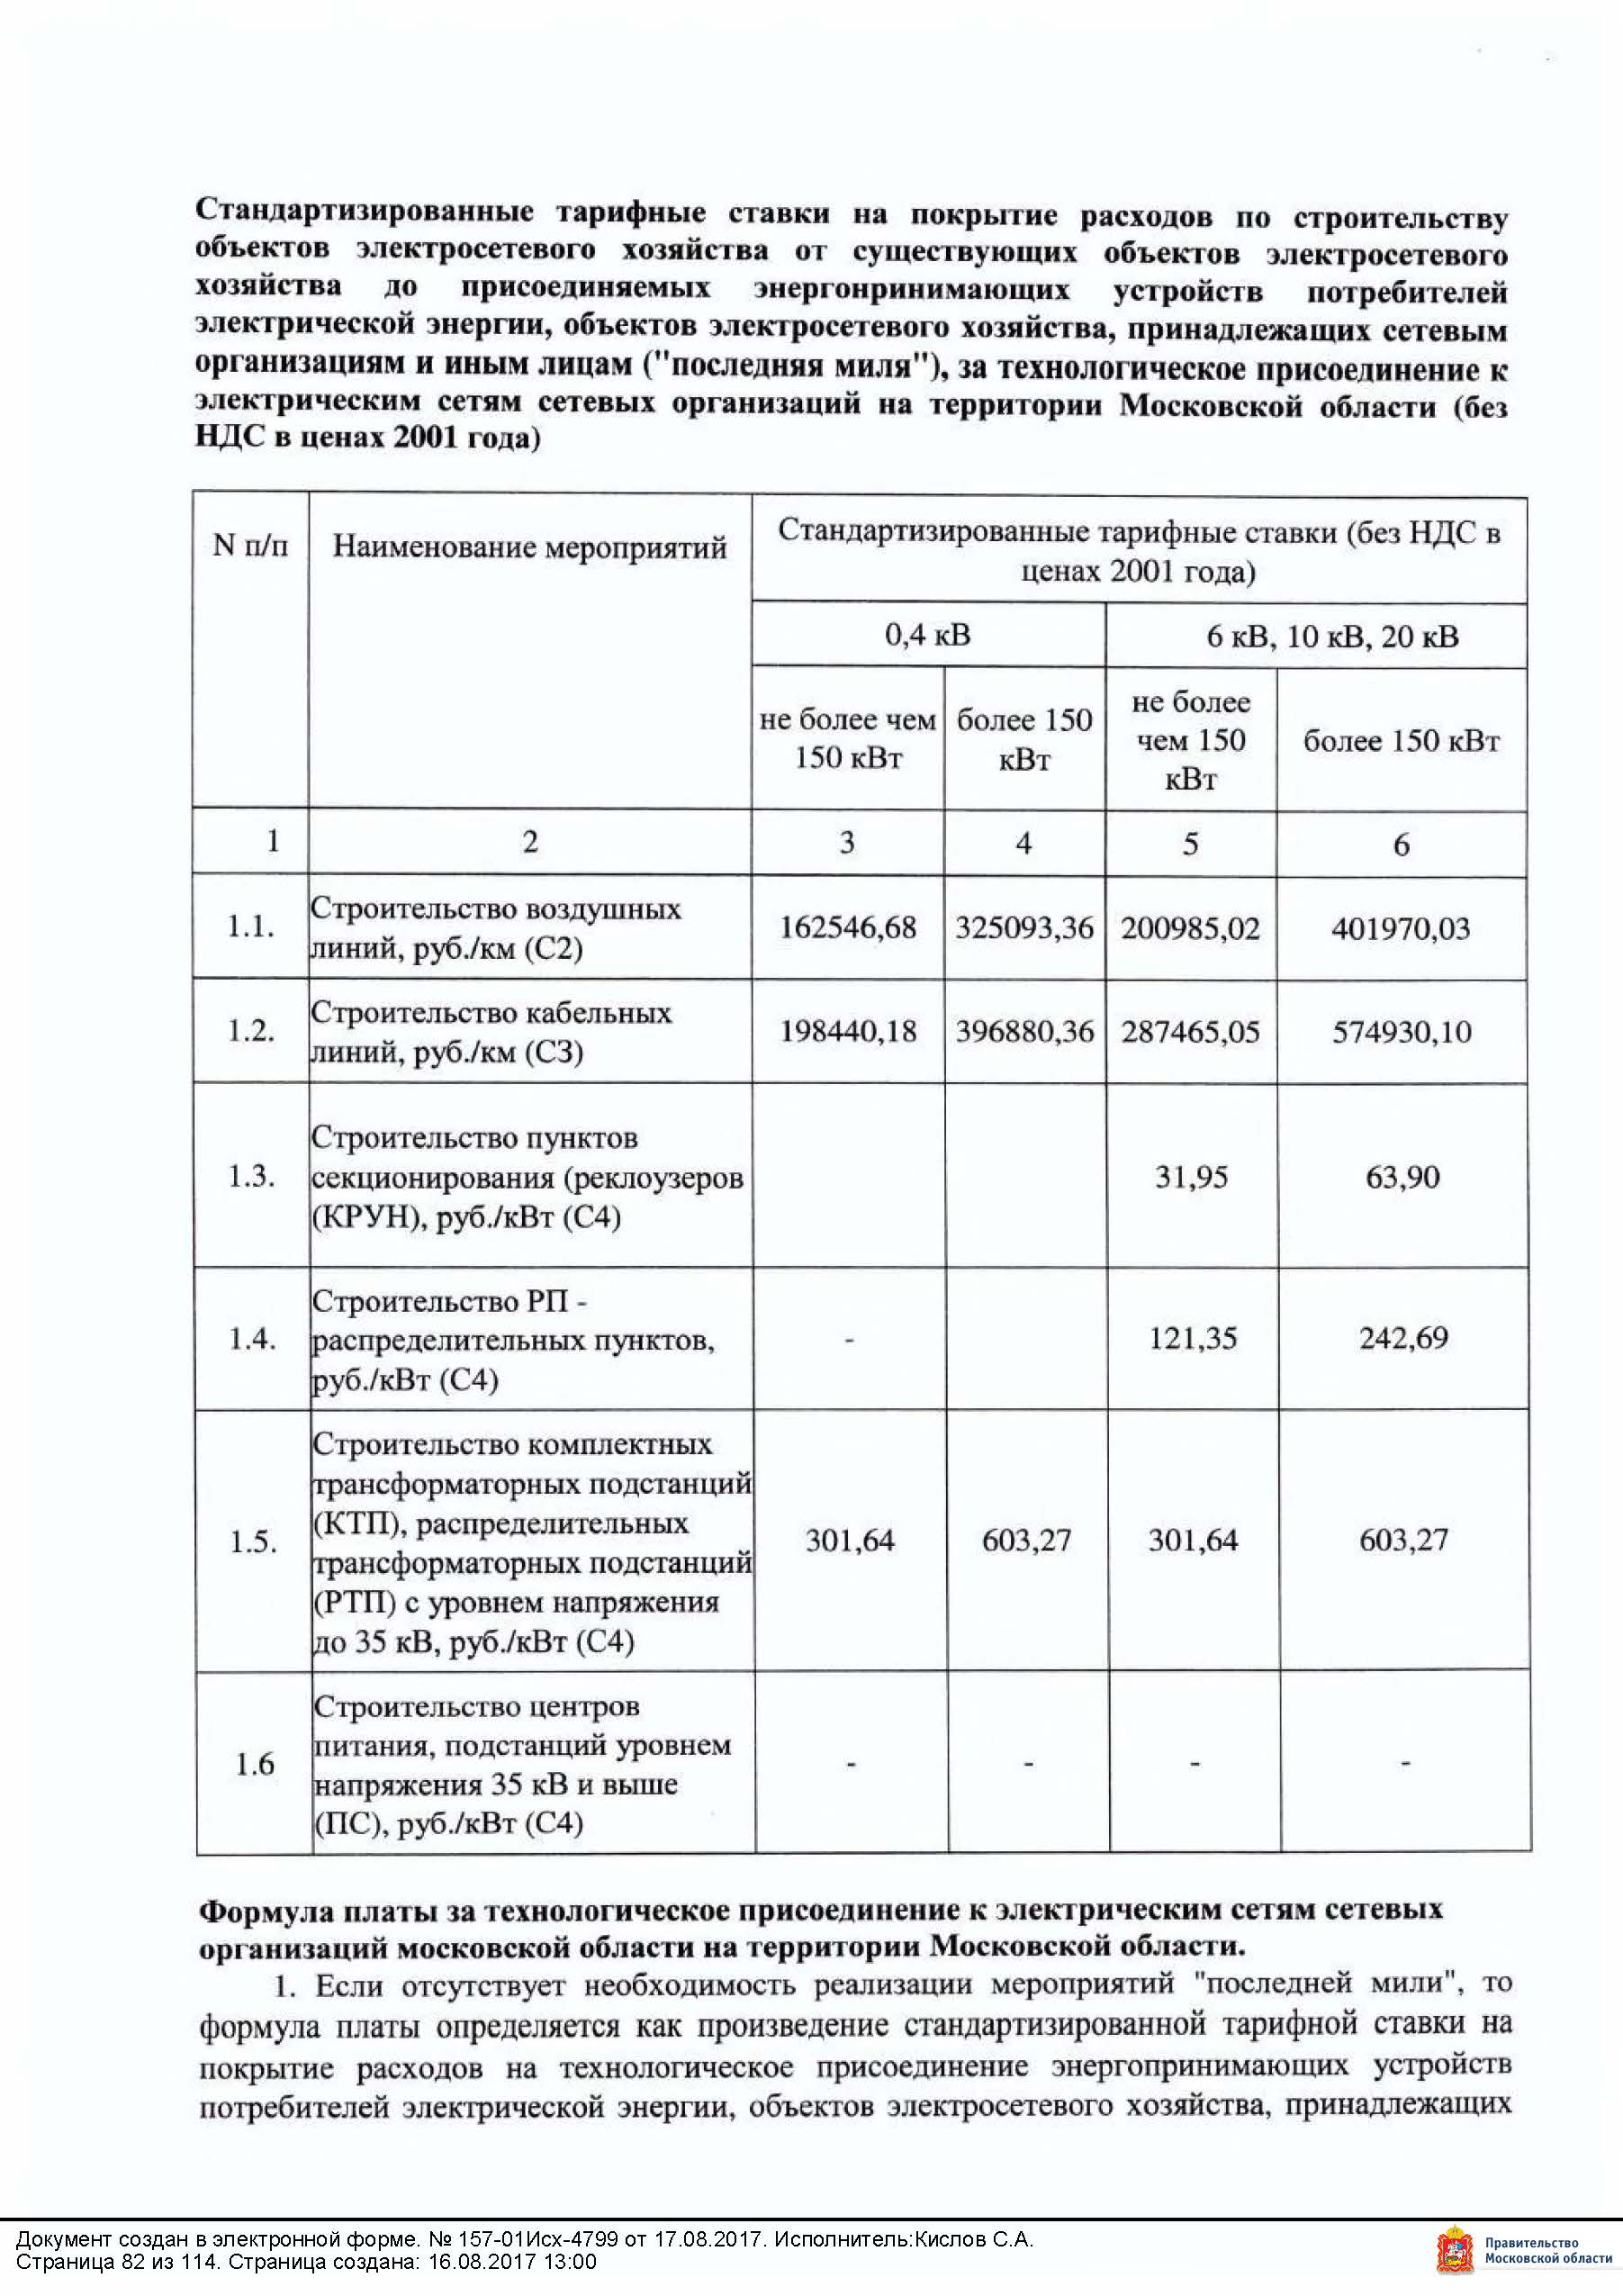 Стандартизированные тарифные ставки на покрытие расходов по строительству
объектов электросетевого хозяйства от существующих объектов электросетевого
хозяйства до присоединяемых энергонринимающих устройств потребителей
электрической энергии, объектов электросетевого хозяйства, принадлежащих сетевым
организациям и иным лицам ("последняя миля"), за технологическое присоединение к
электрическим сетям сетевых организаций на территории Московской области (без
НДС в ценах 2001 года)
N п/п
Наименование мероприятий
Стандартизированные тарифные ставки (без НДС в
ценах 2001 года)
0,4 кВ
6 кВ, 10 кВ, 20 кВ
не более чем
150 кВт
более 150
кВт
не более
чем 150
кВт
более 150 кВт
1 2 3 4 5 6
1.1.
Строительство воздушных
линий, руб./км (С2)
162546,68 325093,36 200985,02 401970,03
1.2.
Строительство кабельных
линий, руб./км (С3)
198440,18 396880,36 287465,05 574930,10
1.3.
Строительство пунктов
секционирования (реклоузеров
(КРУН), руб./кВт (С4)
31,95 63,90
1.4.
Строительство РП -
распределительных пунктов,
руб./кВт (С4)
- 121,35 242,69
1.5.
Строительство комплектных
трансформаторных подстанций
(КТП), распределительных
трансформаторных подстанций
(РТП) с уровнем напряжения
до 35 кВ, руб./кВт (С4)
301,64 603,27 301,64 603,27
1.6
Строительство центров
питания, подстанций уровнем
напряжения 35 кВ и выше
(ПС), руб./кВт (С4)
- - - -
Формула платы за технологическое присоединение к электрическим сетям сетевых
организаций московской области на территории Московской области.
1. Если отсутствует необходимость реализации мероприятий "последней мили", то
формула платы определяется как произведение стандартизированной тарифной ставки на
покрытие расходов на технологическое присоединение энергопринимающих устройств
потребителей электрической энергии, объектов электросетевого хозяйства, принадлежащих
Документ создан в электронной форме. № 157-01Исх-4799 от 17.08.2017. Исполнитель:Кислов С.А.
Страница 82 из 114. Страница создана: 16.08.2017 13:00
Правительство
Московской области